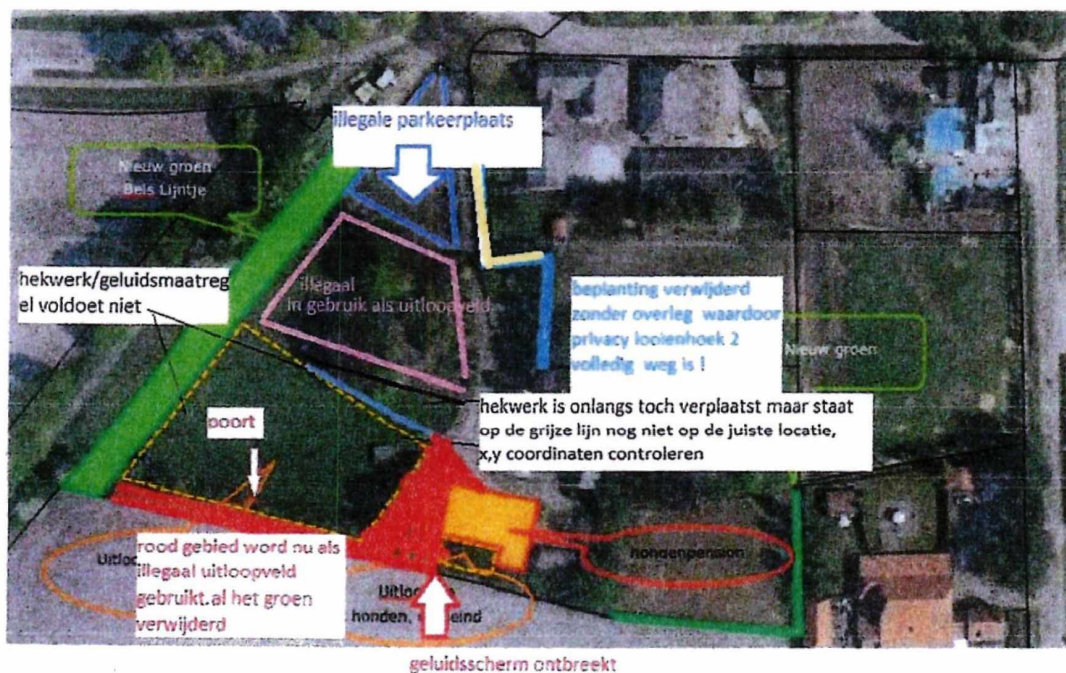 illegale parkeerplaats
Nieuw groen
Bels Lijntje
hekwerk/geluidsmaatreg
el voldoet niet
illegaal
in gebruik als uitloopveld
beplanting verwijderd
zonder overleg waardoor
privacy looienhoek 2
volledig weg is !
Nieuw groen
hekwerk is onlangs toch verplaatst maar staat
op de grijze lijn nog niet op de juiste locatie,
x,y coordinaten controleren
poort
rood gebied word nu als
illegaal uitloopveld
gebruikt.al het groen
verwijderd
hondenpension
honden,
geluidsscherm ontbreekt